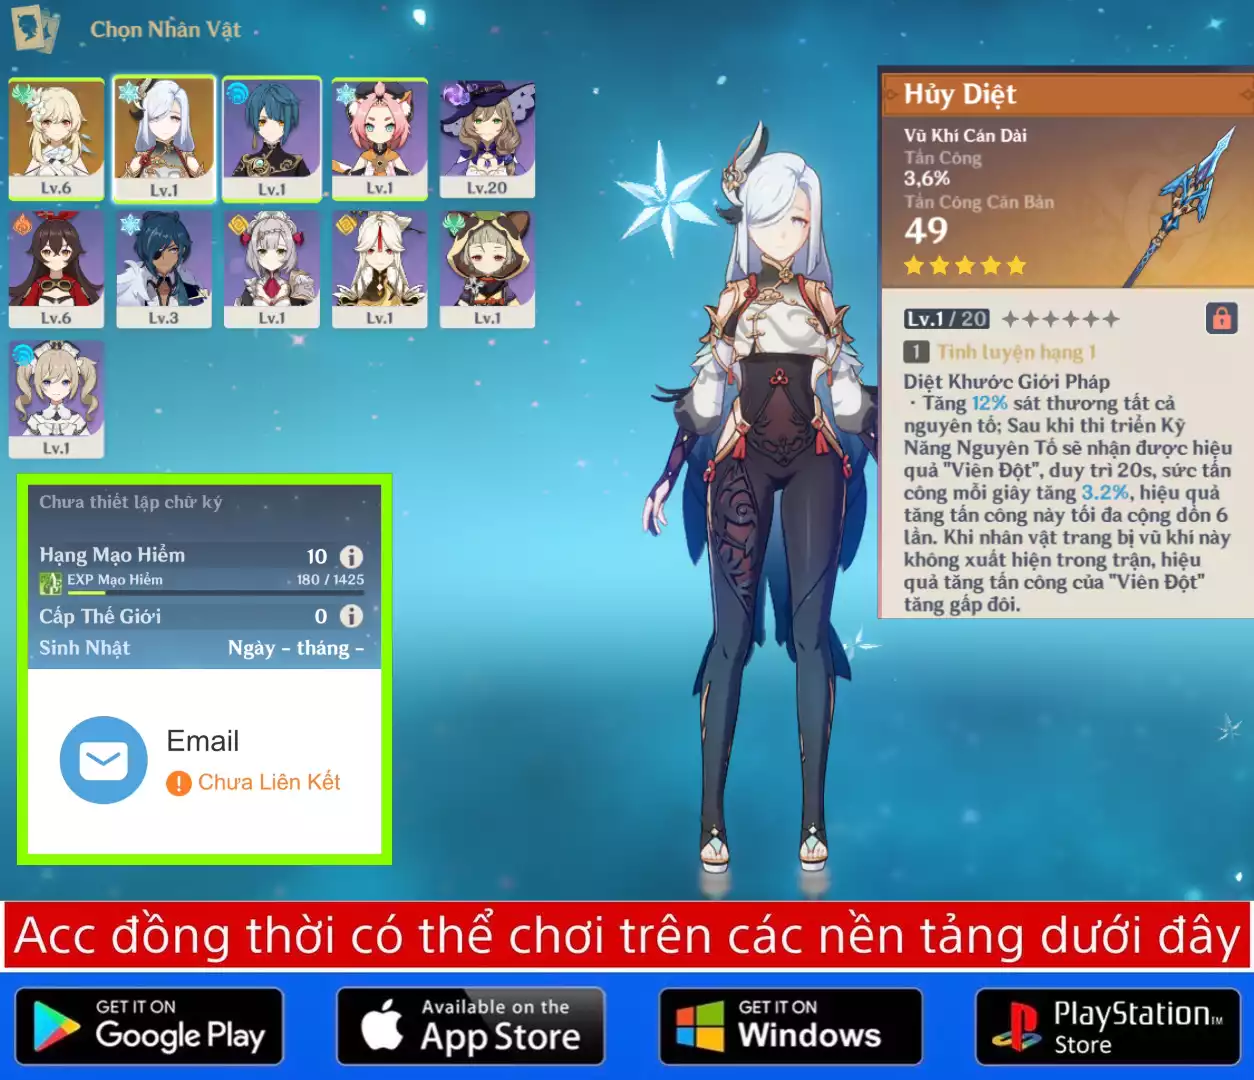 Chọn Nhân Vật
Lv.6
Lv.1
Lv.1
Lv.1
Lv.20
Lv.6
Lv.3
Lv.1
Lv.1
Lv.1
Lv.1
Chưa thiết lập chữ ký
Hạng Mạo Hiểm 10
EXP Mạo Hiểm 180 / 1425
Cấp Thế Giới 0
Sinh Nhật Ngày - tháng -
Email
Chưa Liên Kết
Hủy Diệt
Vũ Khí Cán Dài
Tấn Công
3,6%
Tấn Công Căn Bản
49
Lv.1 / 20
1 Tinh luyện hạng 1
Diệt Khước Giới Pháp
· Tăng 12% sát thương tất cả
nguyên tố; Sau khi thi triển Kỹ
Năng Nguyên Tố sẽ nhận được hiệu
quả "Viên Đột", duy trì 20s, sức tấn
công mỗi giây tăng 3.2%, hiệu quả
tăng tấn công này tối đa cộng dồn 6
lần. Khi nhân vật trang bị vũ khí này
không xuất hiện trong trận, hiệu
quả tăng tấn công của "Viên Đột"
tăng gấp đôi.
Acc đồng thời có thể chơi trên các nền tảng dưới đây
GET IT ON
Google Play
Available on the
App Store
GET IT ON
Windows
PlayStation™
Store